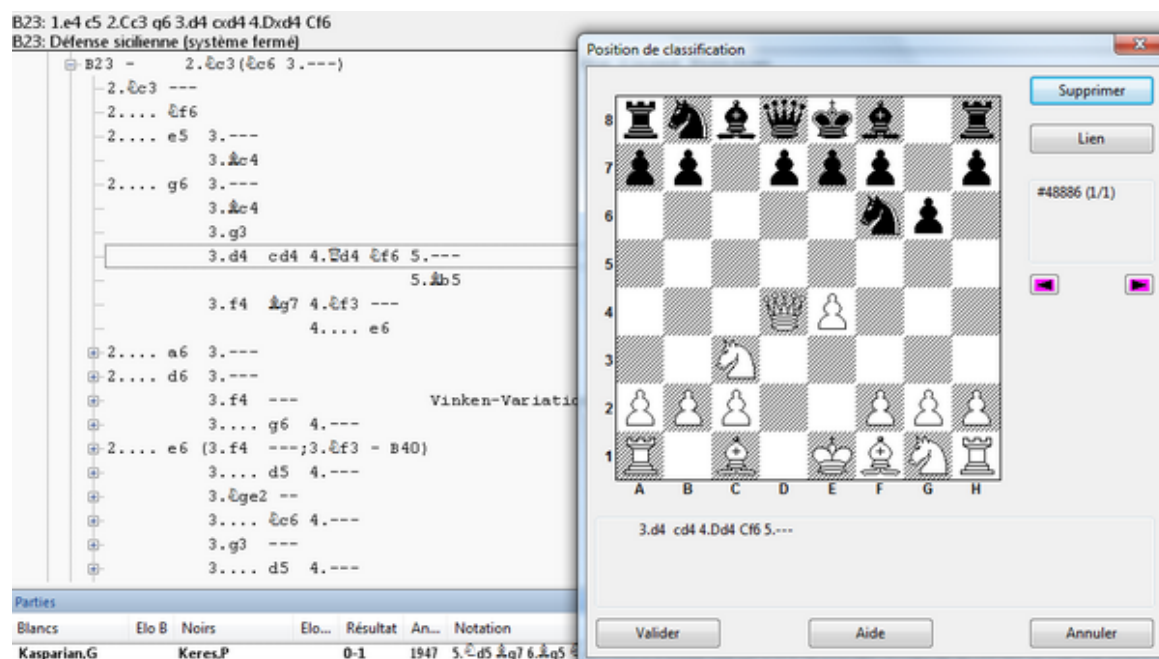 B23: 1.e4 c5 2.Cc3 g6 3.d4 cxd4 4.Dxd4 Cf6
B23: Défense sicilienne (système fermé)
B23 - 2.♘c3(♘c6 3.---)
2.♘c3 ---
2.... ♘f6
2.... e5 3.---
3.♗c4
2.... g6 3.---
3.♗c4
3.g3
3.d4 cd4 4.♖d4 ♘f6 5.---
5.♗b5
3.f4 ♗g7 4.♘f3 ---
4.... e6
2.... a6 3.---
2.... d6 3.---
3.f4 --- Vinken-Variatio
3.... g6 4.---
2.... e6 (3.f4 ---;3.♘f3 - B40)
3.... d5 4.---
3.♘ge2 --
3.... ♘c6 4.---
3.g3 ---
3.... d5 4.---
Parties
Blancs Elo B Noirs Elo... Résultat An... Notation
Kasparian,G Keres,P 0-1 1947 5.♘d5 ♗g7 6.♗g5
Position de classification
Supprimer
Lien
#48886 (1/1)
8
7
6
5
4
3
2
1
A B C D E F G H
3.d4 cd4 4.Dd4 Cf6 5.---
Valider Aide Annuler